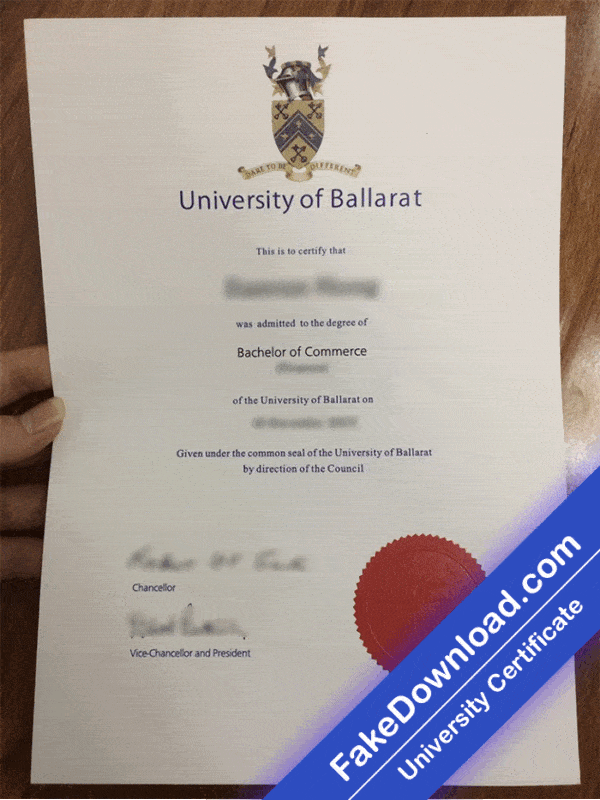 DARE TO BE DIFFERENT
University of Ballarat
This is to certify that
was admitted to the degree of
Bachelor of Commerce
of the University of Ballarat on
Given under the common seal of the University of Ballarat
by direction of the Council
Chancellor
Vice-Chancellor and President
FakeDownload.com
University Certificate